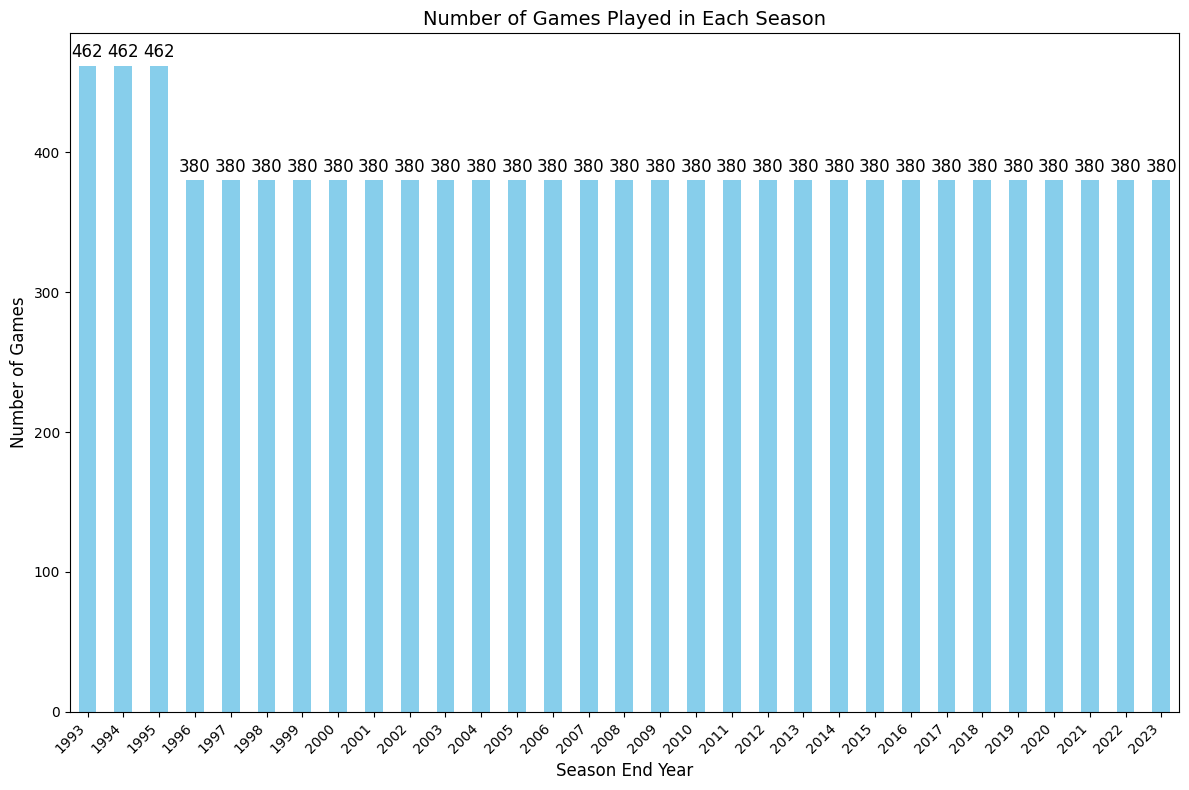 Number of Games Played in Each Season
462 462 462
380 380 380 380 380 380 380 380 380 380 380 380 380 380 380 380 380 380 380 380 380 380 380 380 380 380 380 380
400
300
200
100
0
Number of Games
1993 1994 1995 1996 1997 1998 1999 2000 2001 2002 2003 2004 2005 2006 2007 2008 2009 2010 2011 2012 2013 2014 2015 2016 2017 2018 2019 2020 2021 2022 2023
Season End Year